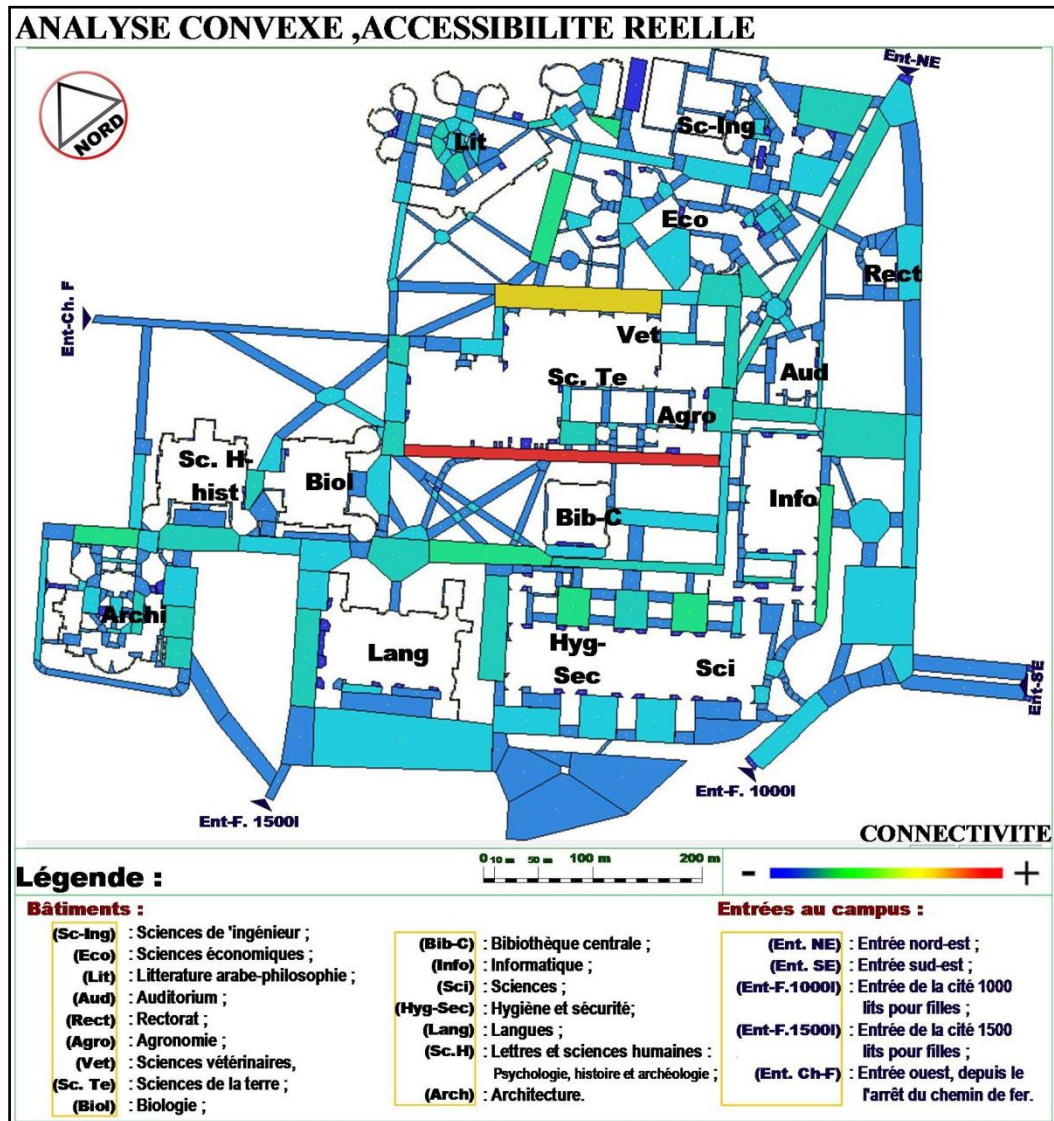 ANALYSE CONVEXE ,ACCESSIBILITE REELLE
NORD
Ent-NE
Lit
Sc-Ing
Eco
Rect
Ent-Ch. F
Vet
Sc. Te
Aud
Agro
Sc. H-
hist
Biol
Bib-C
Info
Archi
Lang
Hyg-
Sec
Sci
Ent-SE
Ent-F. 1000l
Ent-F. 1500l
CONNECTIVITE
Légende :
0 10 m 50 m 100 m 200 m
- +
Bâtiments :
(Sc-Ing) : Sciences de 'ingénieur ;
(Eco) : Sciences économiques ;
(Lit) : Litterature arabe-philosophie ;
(Aud) : Auditorium ;
(Rect) : Rectorat ;
(Agro) : Agronomie ;
(Vet) : Sciences vétérinaires,
(Sc. Te) : Sciences de la terre ;
(Biol) : Biologie ;
(Bib-C) : Bibiothèque centrale ;
(Info) : Informatique ;
(Sci) : Sciences ;
(Hyg-Sec) : Hygiène et sécurité;
(Lang) : Langues ;
(Sc.H) : Lettres et sciences humaines :
Psychologie, histoire et archéologie ;
(Arch) : Architecture.
Entrées au campus :
(Ent. NE) : Entrée nord-est ;
(Ent. SE) : Entrée sud-est ;
(Ent-F.1000l) : Entrée de la cité 1000
lits pour filles ;
(Ent-F.1500l) : Entrée de la cité 1500
lits pour filles ;
(Ent. Ch-F) : Entrée ouest, depuis le
l'arrêt du chemin de fer.